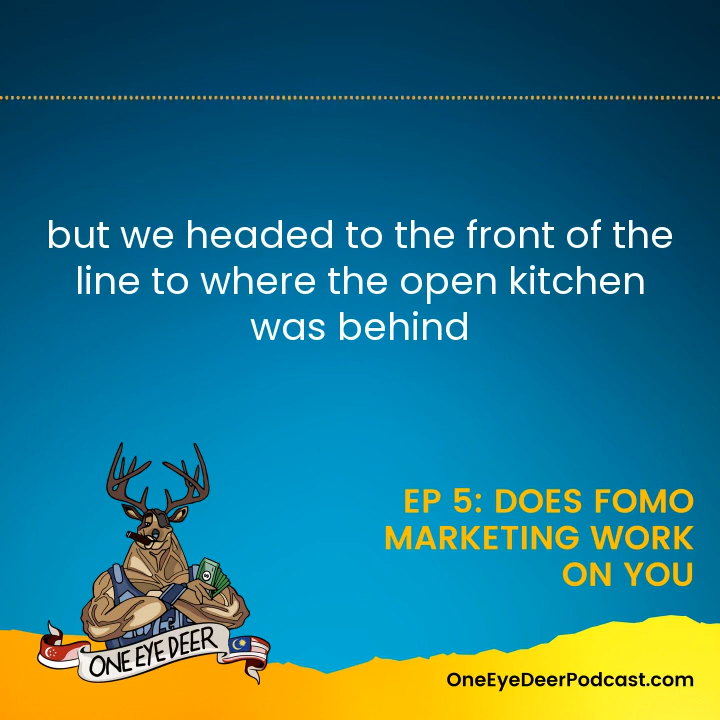 but we headed to the front of the
line to where the open kitchen
was behind
EP 5: DOES FOMO
MARKETING WORK
ON YOU
ONE EYE DEER
OneEyeDeerPodcast.com